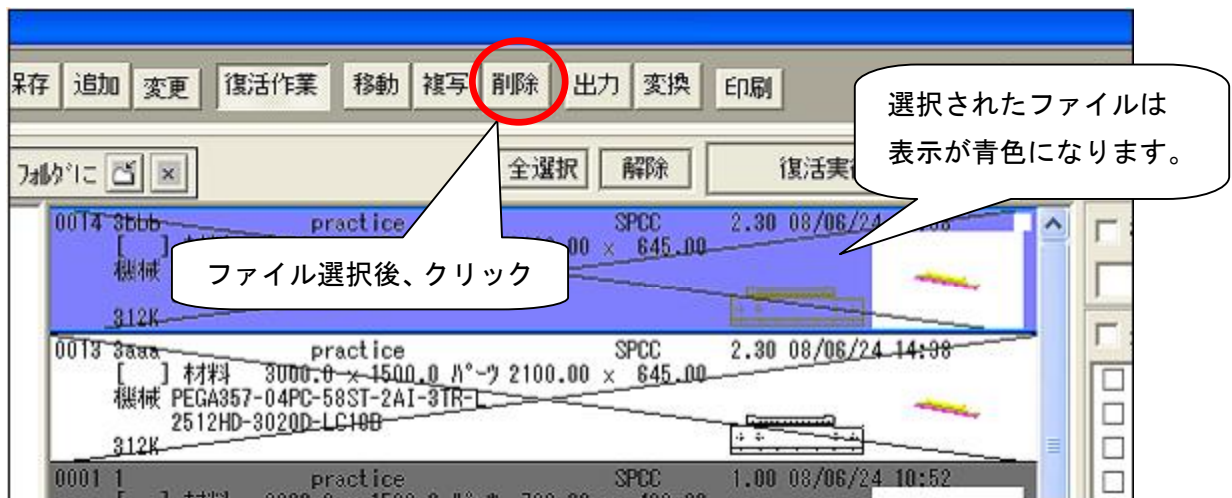 保存 追加 変更 復活作業 移動 複写 削除 出力 変換 印刷
選択されたファイルは
表示が青色になります。
ﾌｫﾙﾀﾞに 全選択 解除 復活実
0014 3bbb practice SPCC 2.30 08/06/24
[ ] 00 × 645.00
ファイル選択後、クリック
機械
312K
0013 3aaa practice SPCC 2.30 08/06/24 14:38
[ ] 材料 3000.0 × 1500.0 ﾊﾟｰﾂ 2100.00 × 645.00
機械 PEGA357-04PC-58ST-2AI-3TR-L
2512HD-3020D-LC10B
312K
0001 1 practice SPCC 1.00 08/06/24 10:52